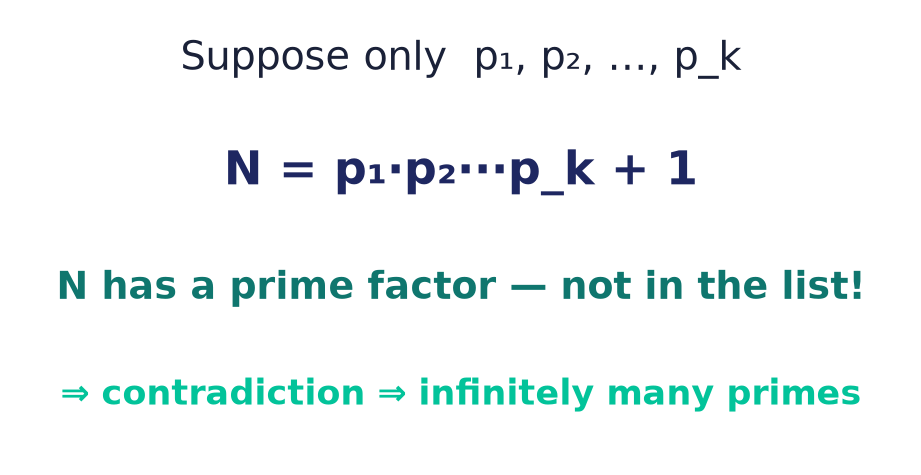 Suppose only  p₁, p₂, …, p_k
N = p₁·p₂···p_k + 1
N has a prime factor — not in the list!
⇒ contradiction ⇒ infinitely many primes